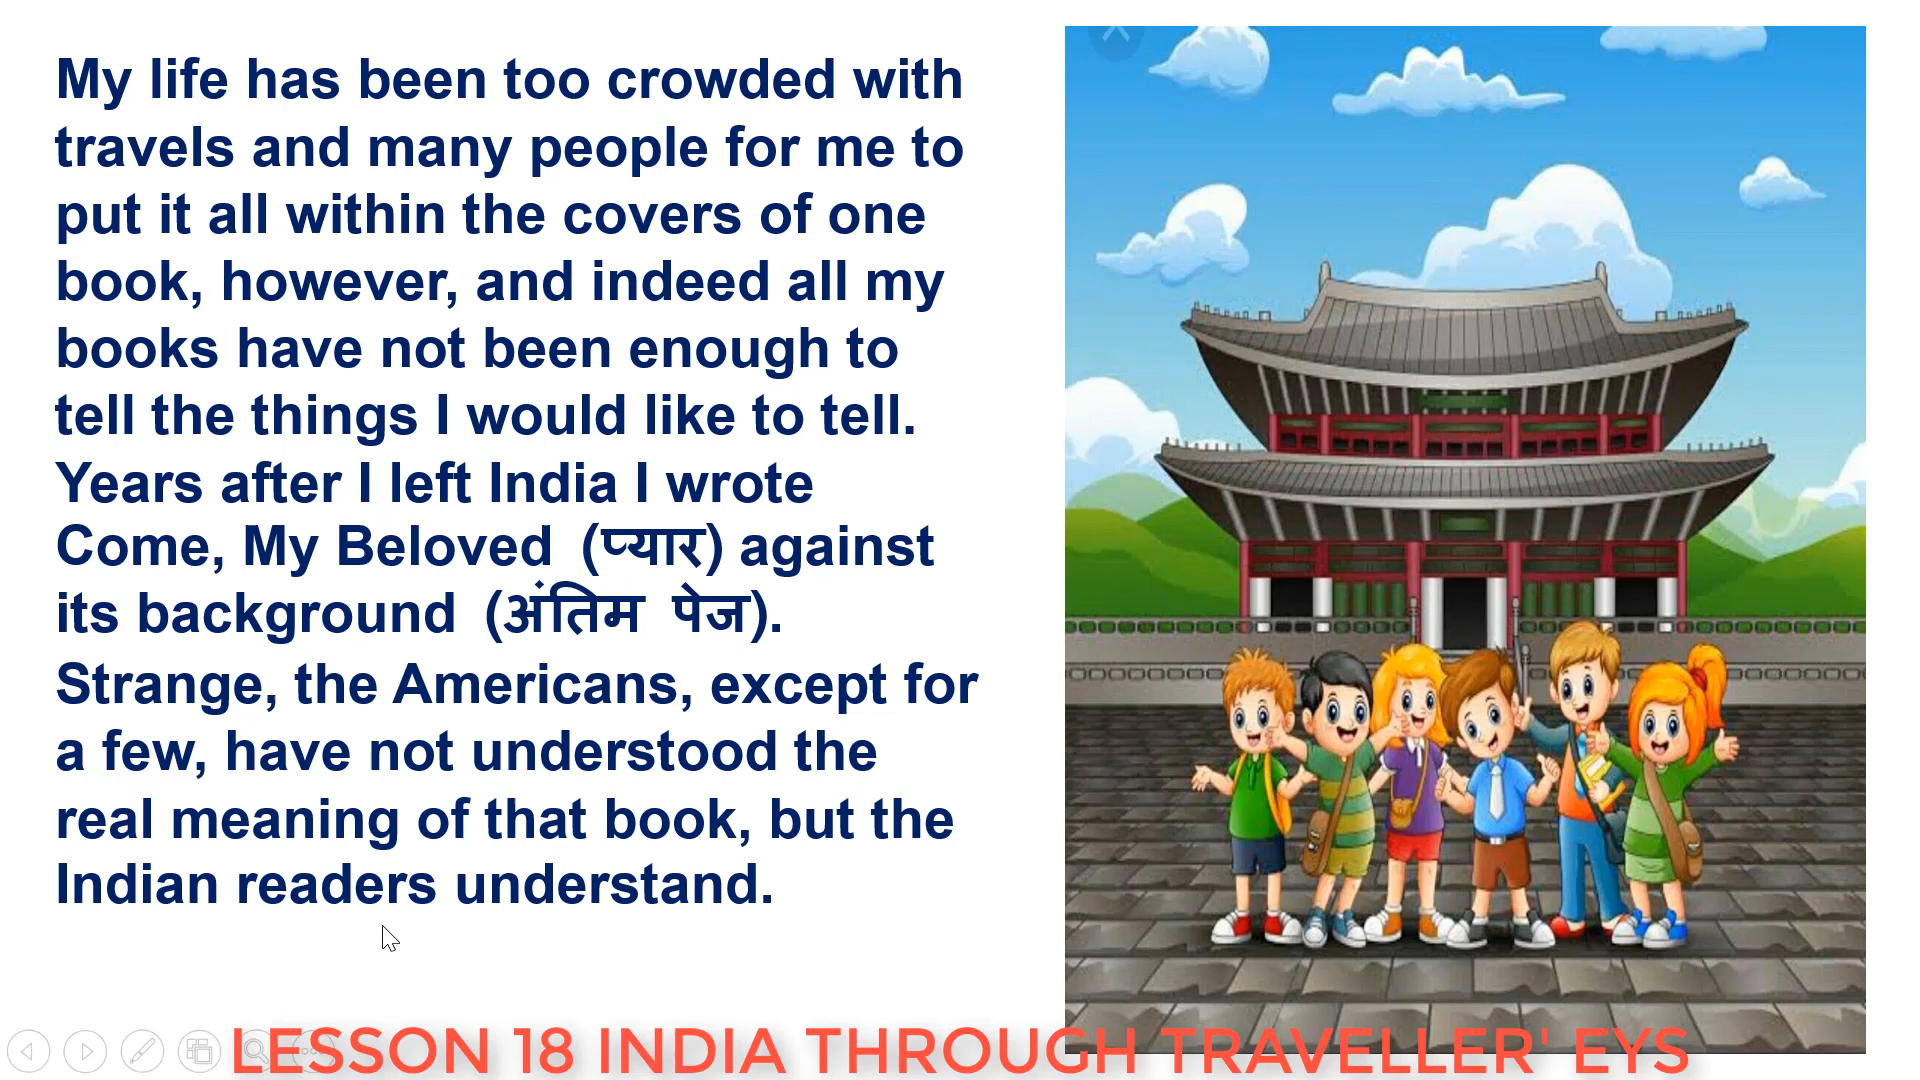 My life has been too crowded with
travels and many people for me to
put it all within the covers of one
book, however, and indeed all my
books have not been enough to
tell the things I would like to tell.
Years after I left India I wrote
Come, My Beloved (प्यार) against
its background (अंतिम पेज).
Strange, the Americans, except for
a few, have not understood the
real meaning of that book, but the
Indian readers understand.
LESSON 18 INDIA THROUGH TRAVELLER' EYS